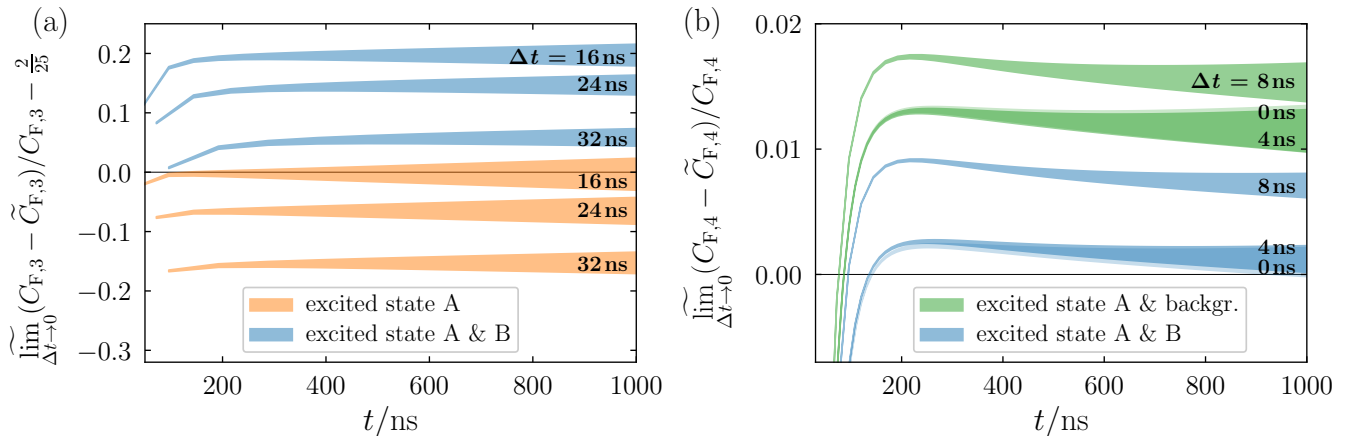 (a)
lim~_{Δt→0}(C_{F,3} − C̃_{F,3})/C_{F,3} − 2/25
0.2
0.1
0.0
−0.1
−0.2
−0.3
Δt = 16 ns
24 ns
32 ns
16 ns
24 ns
32 ns
excited state A
excited state A & B
200 400 600 800 1000
t/ns
(b)
lim~_{Δt→0}(C_{F,4} − C̃_{F,4})/C_{F,4}
0.02
0.01
0.00
Δt = 8 ns
0 ns
4 ns
8 ns
4 ns
0 ns
excited state A & backgr.
excited state A & B
200 400 600 800 1000
t/ns